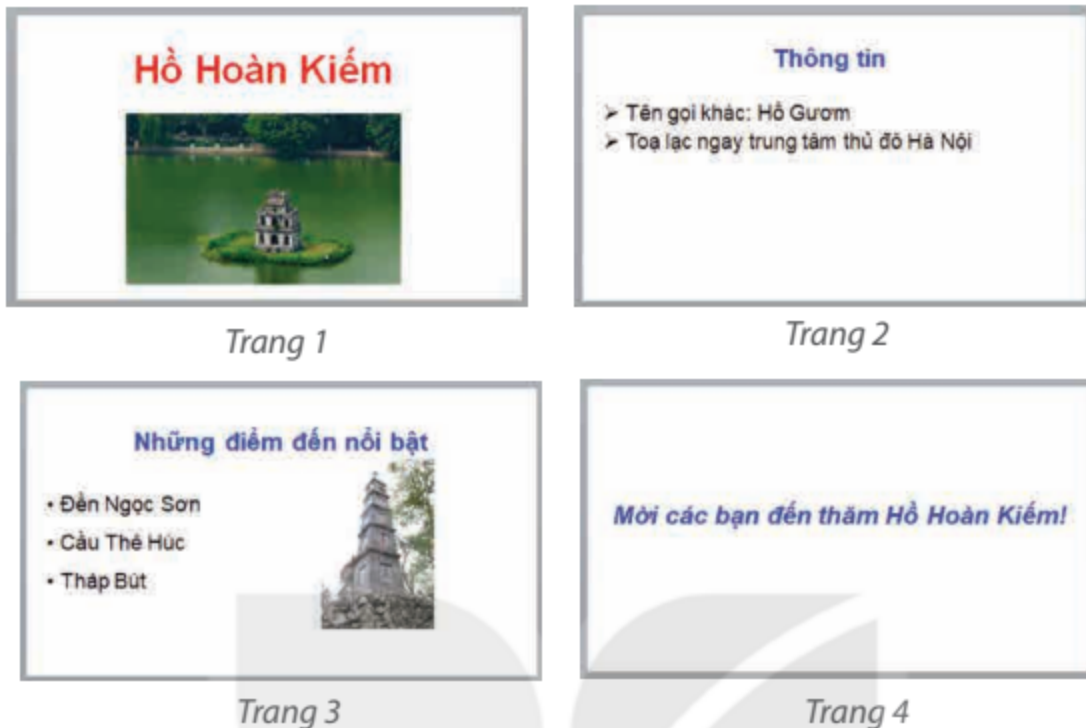 Hồ Hoàn Kiếm
Trang 1
Thông tin
➢ Tên gọi khác: Hồ Gươm
➢ Toạ lạc ngay trung tâm thủ đô Hà Nội
Trang 2
Những điểm đến nổi bật
• Đền Ngọc Sơn
• Cầu Thê Húc
• Tháp Bút
Trang 3
Mời các bạn đến thăm Hồ Hoàn Kiếm!
Trang 4